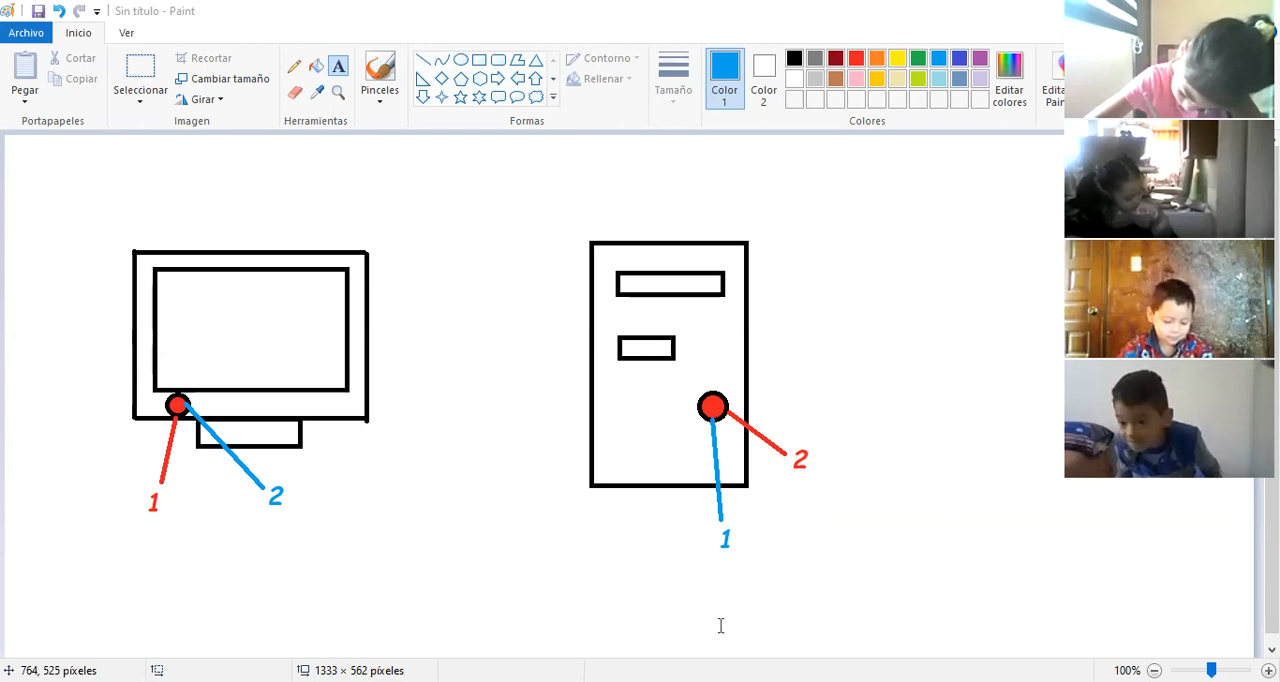 Sin título - Paint
Archivo
Inicio
Ver
Pegar
Cortar
Copiar
Portapapeles
Seleccionar
Recortar
Cambiar tamaño
Girar
Imagen
A
Herramientas
Pinceles
Contorno
Rellenar
Formas
Tamaño
Color
1
Color
2
Editar
colores
Edita
Pain
Colores
1
2
2
1
764, 525 píxeles
1333 × 562 píxeles
100%